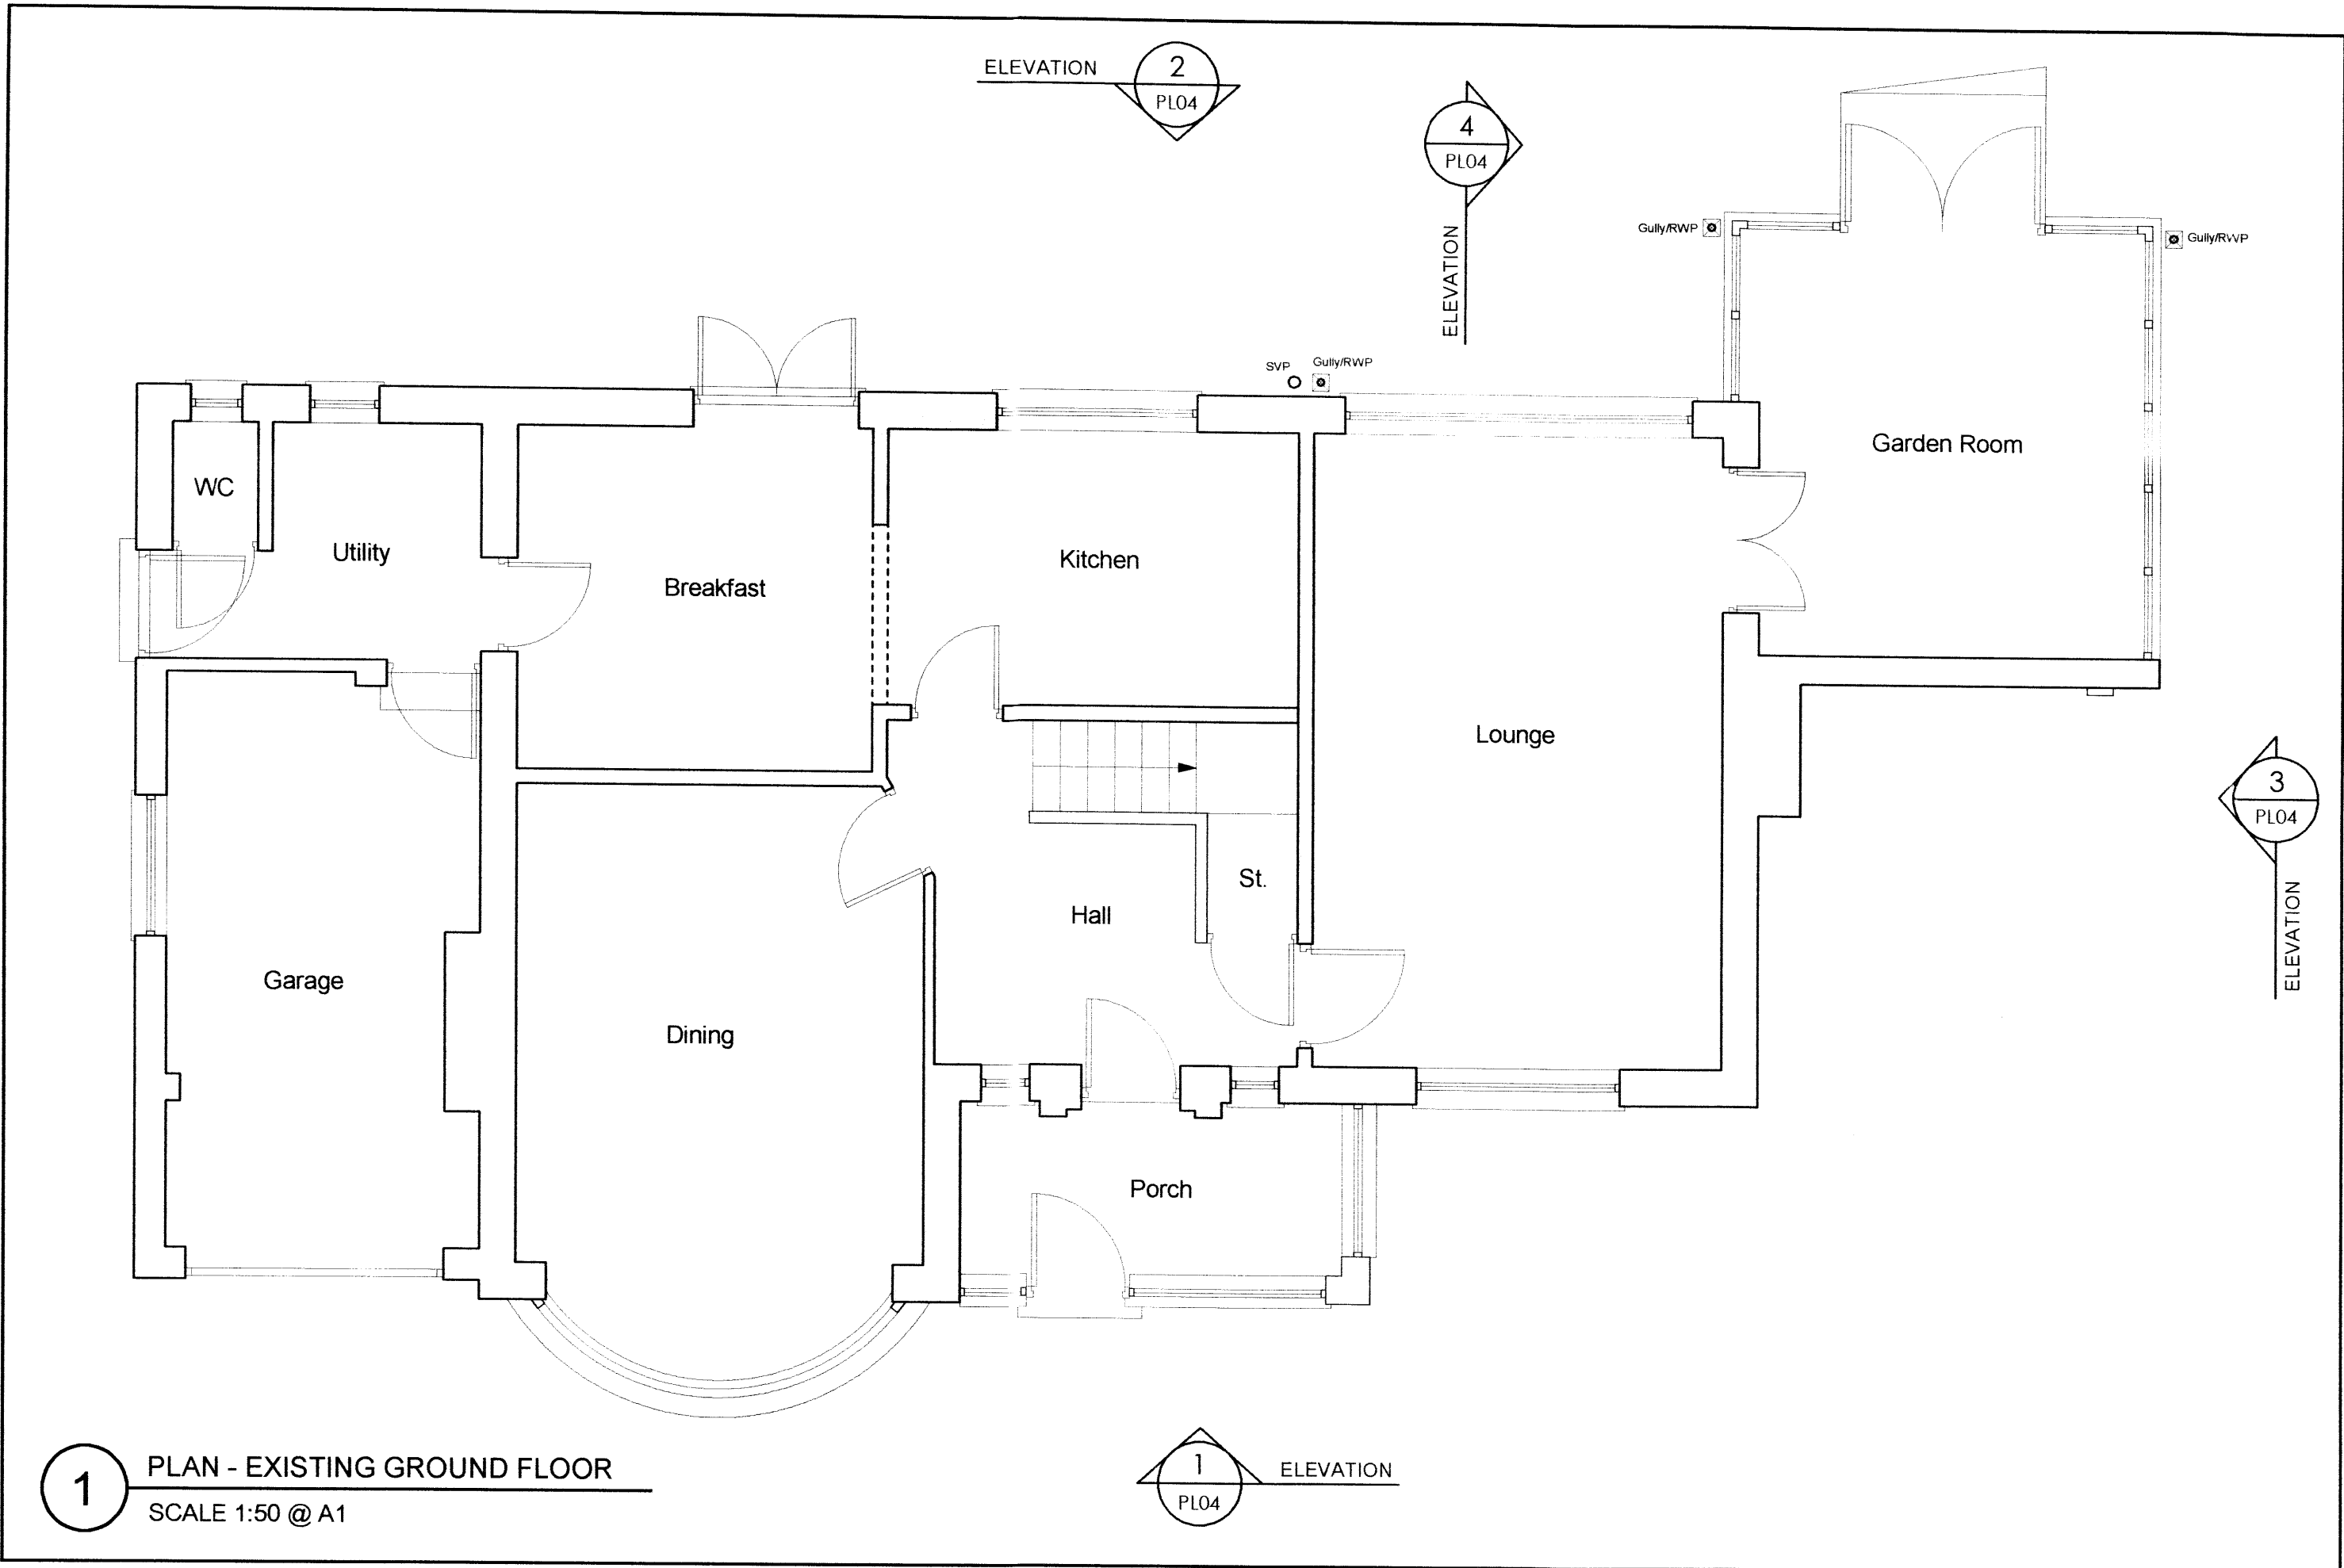 ELEVATION
2
PL04
4
PL04
ELEVATION
Gully/RWP
Gully/RWP
SVP
Gully/RWP
Garden Room
WC
Utility
Breakfast
Kitchen
Lounge
3
PL04
ELEVATION
St.
Hall
Garage
Dining
Porch
1
PLAN - EXISTING GROUND FLOOR
SCALE 1:50 @ A1
1
PL04
ELEVATION